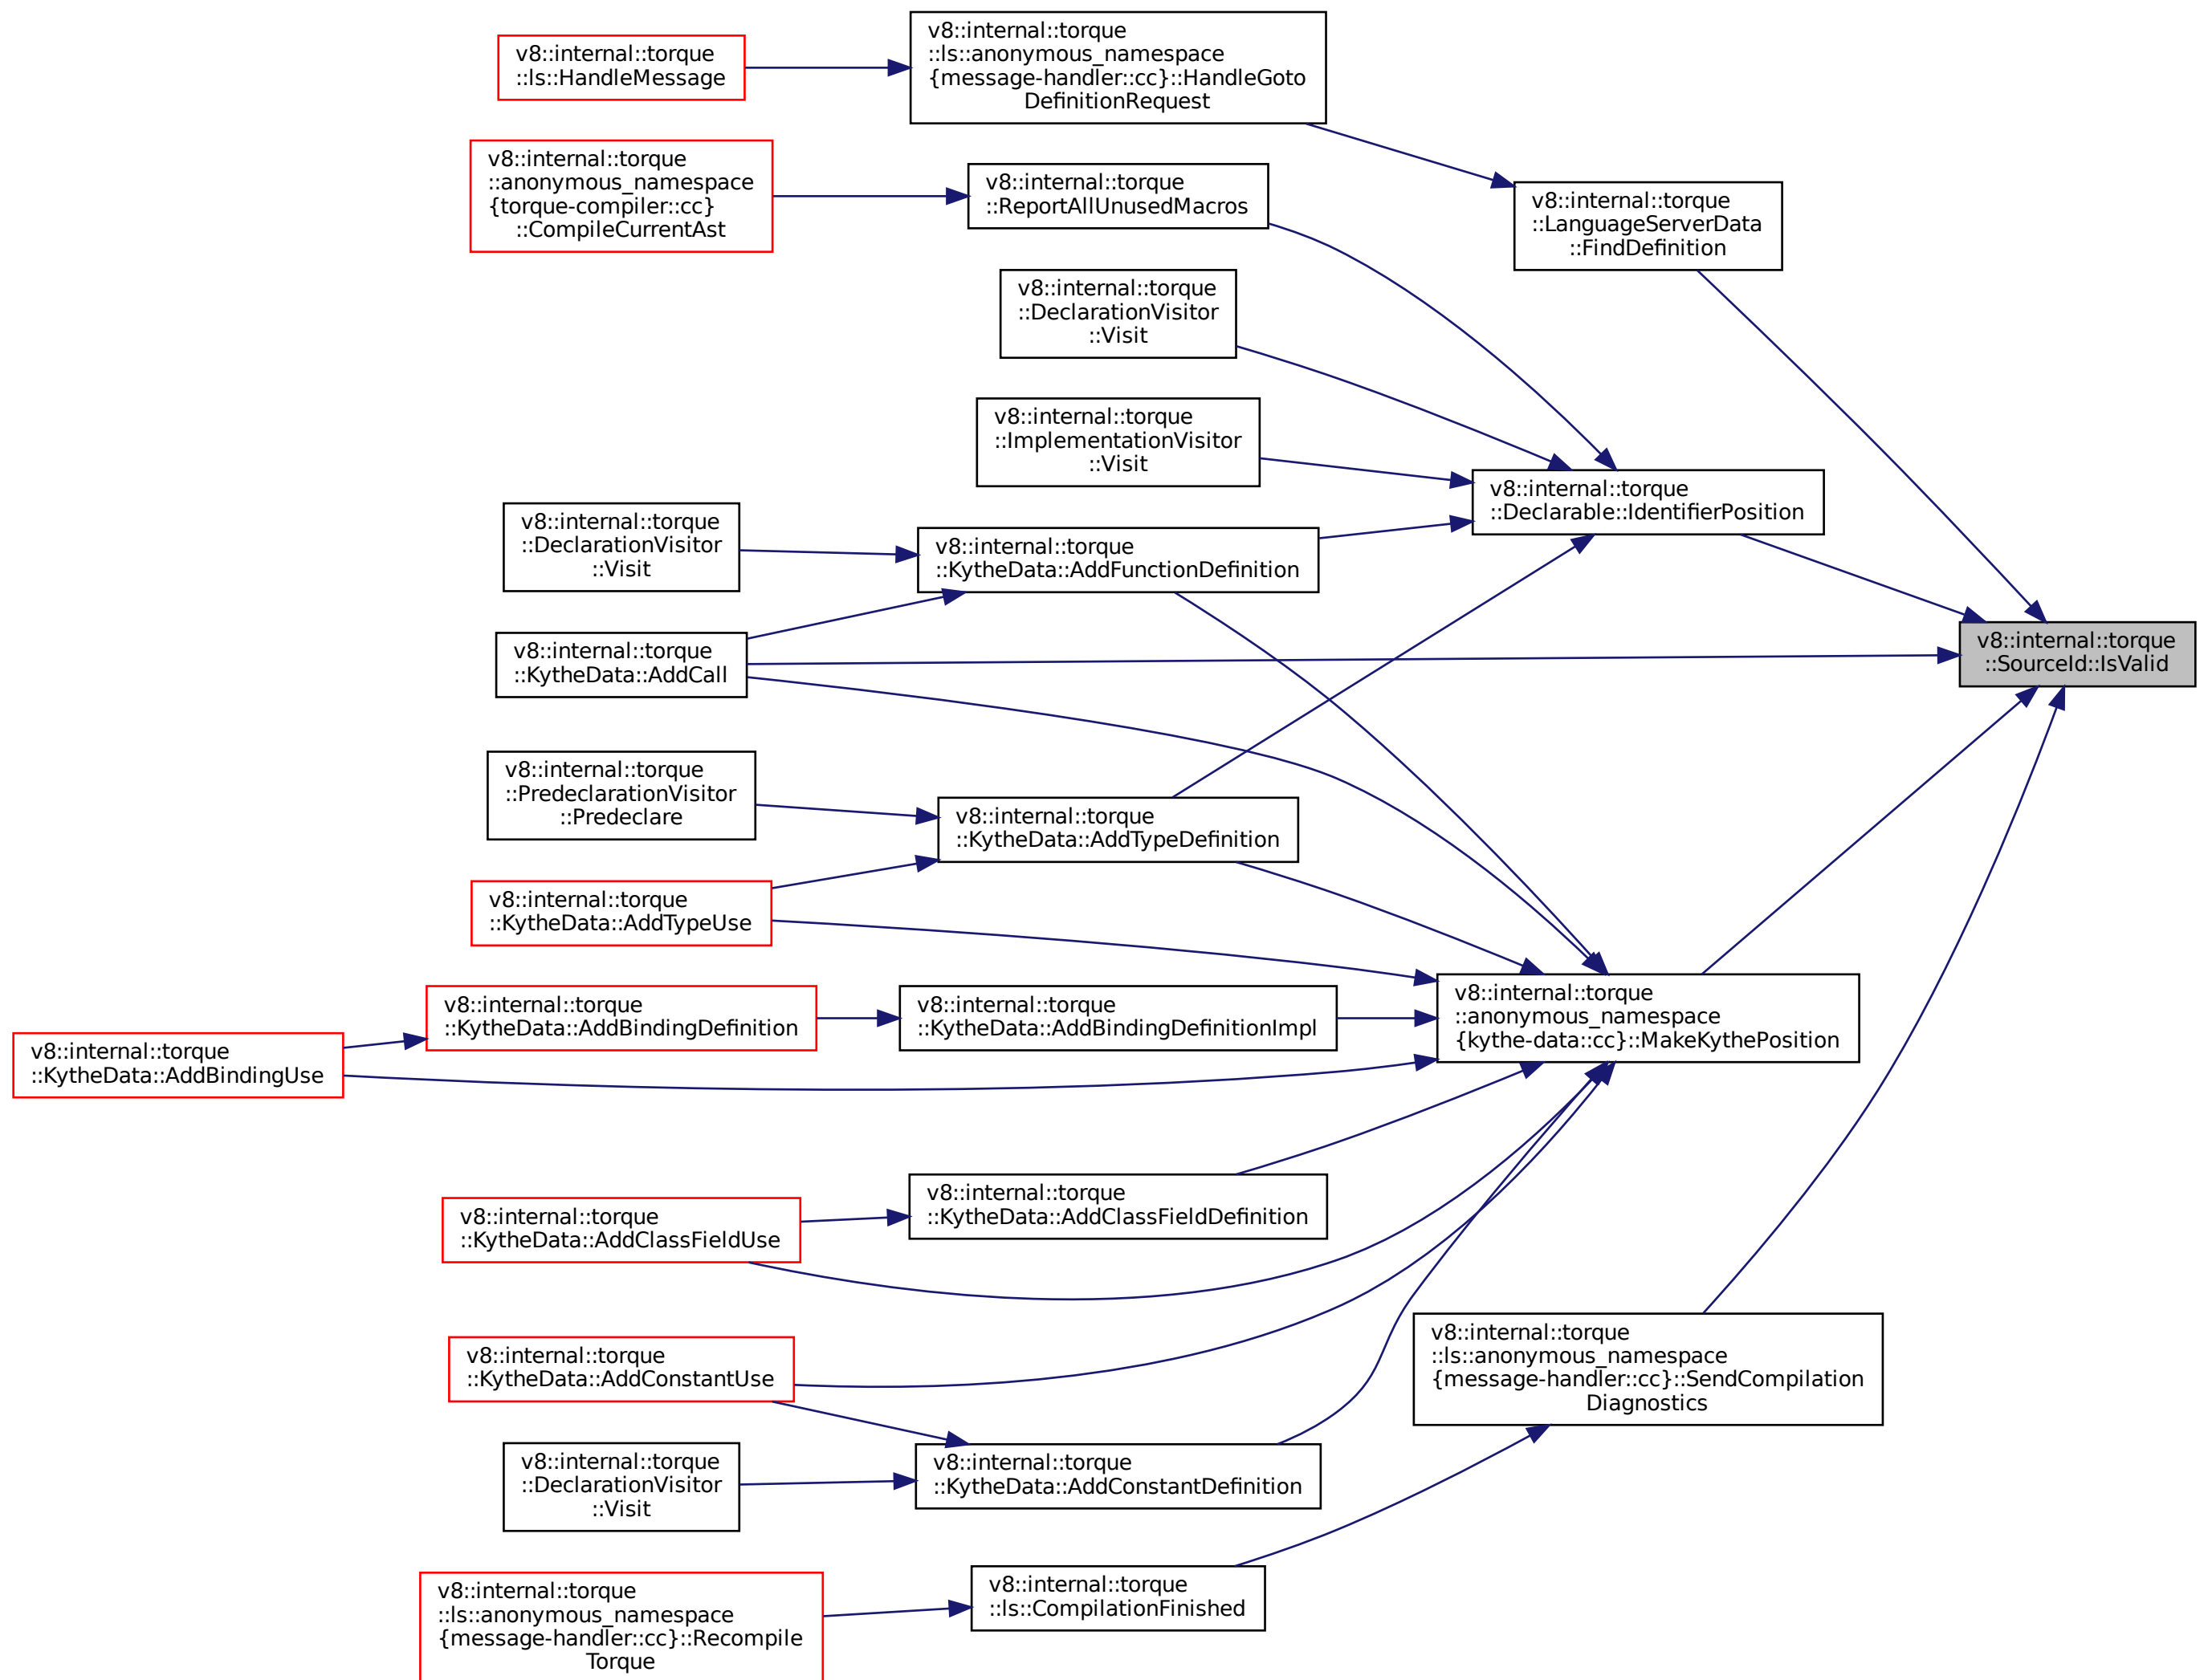 v8::internal::torque
::ls::HandleMessage
v8::internal::torque
::ls::anonymous_namespace
{message-handler::cc}::HandleGoto
DefinitionRequest
v8::internal::torque
::anonymous_namespace
{torque-compiler::cc}
::CompileCurrentAst
v8::internal::torque
::ReportAllUnusedMacros
v8::internal::torque
::LanguageServerData
::FindDefinition
v8::internal::torque
::DeclarationVisitor
::Visit
v8::internal::torque
::ImplementationVisitor
::Visit
v8::internal::torque
::Declarable::IdentifierPosition
v8::internal::torque
::DeclarationVisitor
::Visit
v8::internal::torque
::KytheData::AddFunctionDefinition
v8::internal::torque
::KytheData::AddCall
v8::internal::torque
::SourceId::IsValid
v8::internal::torque
::PredeclarationVisitor
::Predeclare
v8::internal::torque
::KytheData::AddTypeDefinition
v8::internal::torque
::KytheData::AddTypeUse
v8::internal::torque
::anonymous_namespace
{kythe-data::cc}::MakeKythePosition
v8::internal::torque
::KytheData::AddBindingDefinition
v8::internal::torque
::KytheData::AddBindingDefinitionImpl
v8::internal::torque
::KytheData::AddBindingUse
v8::internal::torque
::KytheData::AddClassFieldDefinition
v8::internal::torque
::KytheData::AddClassFieldUse
v8::internal::torque
::KytheData::AddConstantUse
v8::internal::torque
::ls::anonymous_namespace
{message-handler::cc}::SendCompilation
Diagnostics
v8::internal::torque
::DeclarationVisitor
::Visit
v8::internal::torque
::KytheData::AddConstantDefinition
v8::internal::torque
::ls::anonymous_namespace
{message-handler::cc}::Recompile
Torque
v8::internal::torque
::ls::CompilationFinished